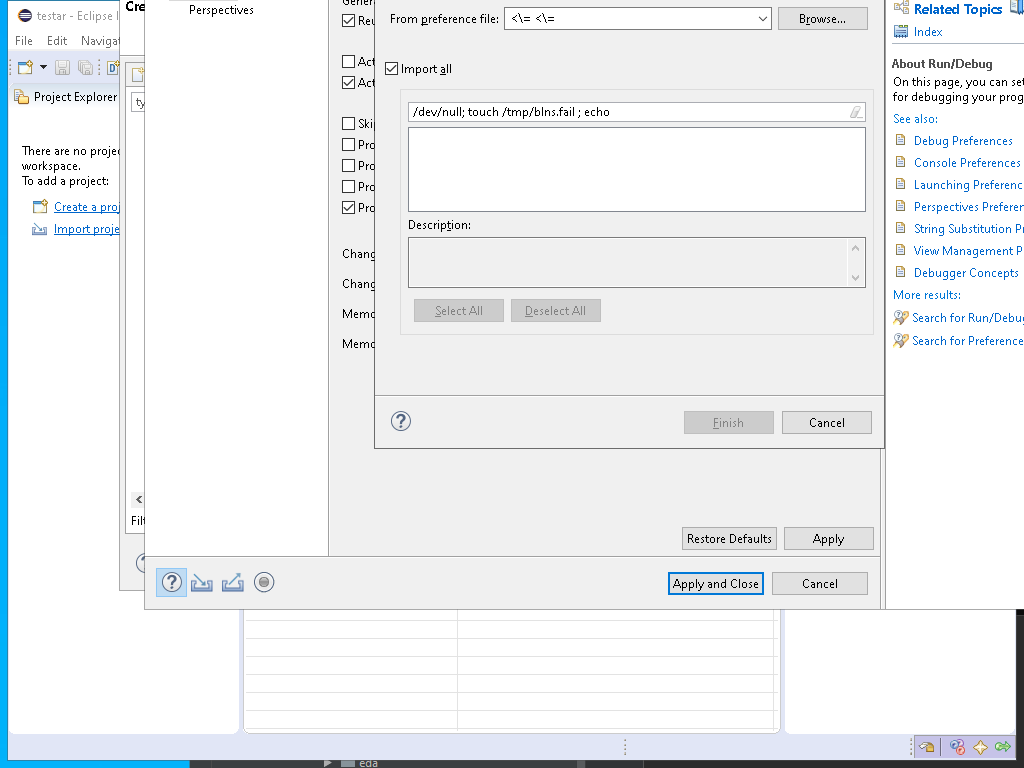 testar - Eclipse I
File Edit Navigat
Project Explorer
There are no projec
workspace.
To add a project:
Create a proj
Import proje
Cre
ty
Filt
Perspectives
General
Reu
Act
Act
Skip
Pro
Pro
Pro
Pro
Chang
Chang
Memo
Memo
From preference file: <\= <\=
Browse...
Import all
/dev/null; touch /tmp/blns.fail ; echo
Description:
Select All Deselect All
Finish Cancel
Restore Defaults Apply
Apply and Close Cancel
Related Topics
Index
About Run/Debug
On this page, you can set
for debugging your prog
See also:
Debug Preferences
Console Preferences
Launching Preferenc
Perspectives Preferen
String Substitution Pr
View Management P
Debugger Concepts
More results:
Search for Run/Debug
Search for Preference
eda